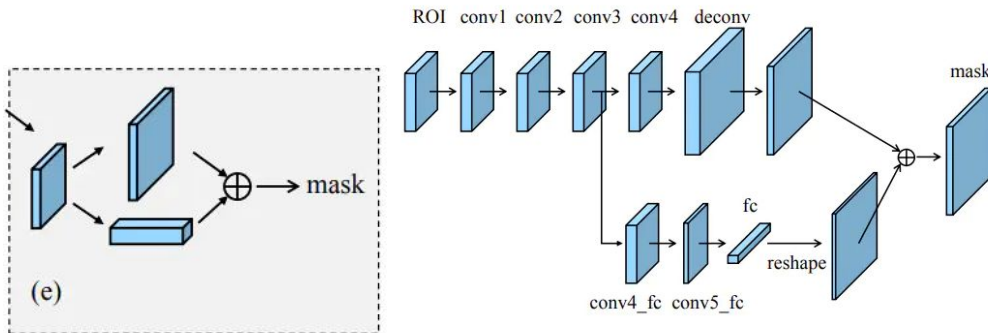 mask
(e)
ROI conv1 conv2 conv3 conv4 deconv
mask
fc
reshape
conv4_fc conv5_fc